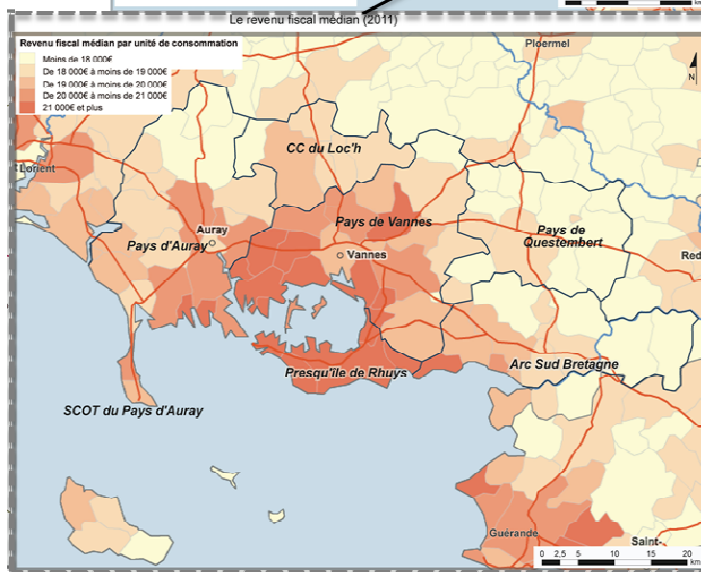 km
Le revenu fiscal médian (2011)
Revenu fiscal médian par unité de consommation
Moins de 18 000€
De 18 000€ à moins de 19 000€
De 19 000€ à moins de 20 000€
De 20 000€ à moins de 21 000€
21 000€ et plus
Ploermel
N
CC du Loc'h
Lorient
Pays de Vannes
Auray
Pays d'Auray
Pays de
Questembert
Vannes
Red
Presqu'île de Rhuys
Arc Sud Bretagne
SCOT du Pays d'Auray
Guérande
Saint-
0 2,5 5 10 15 20
km